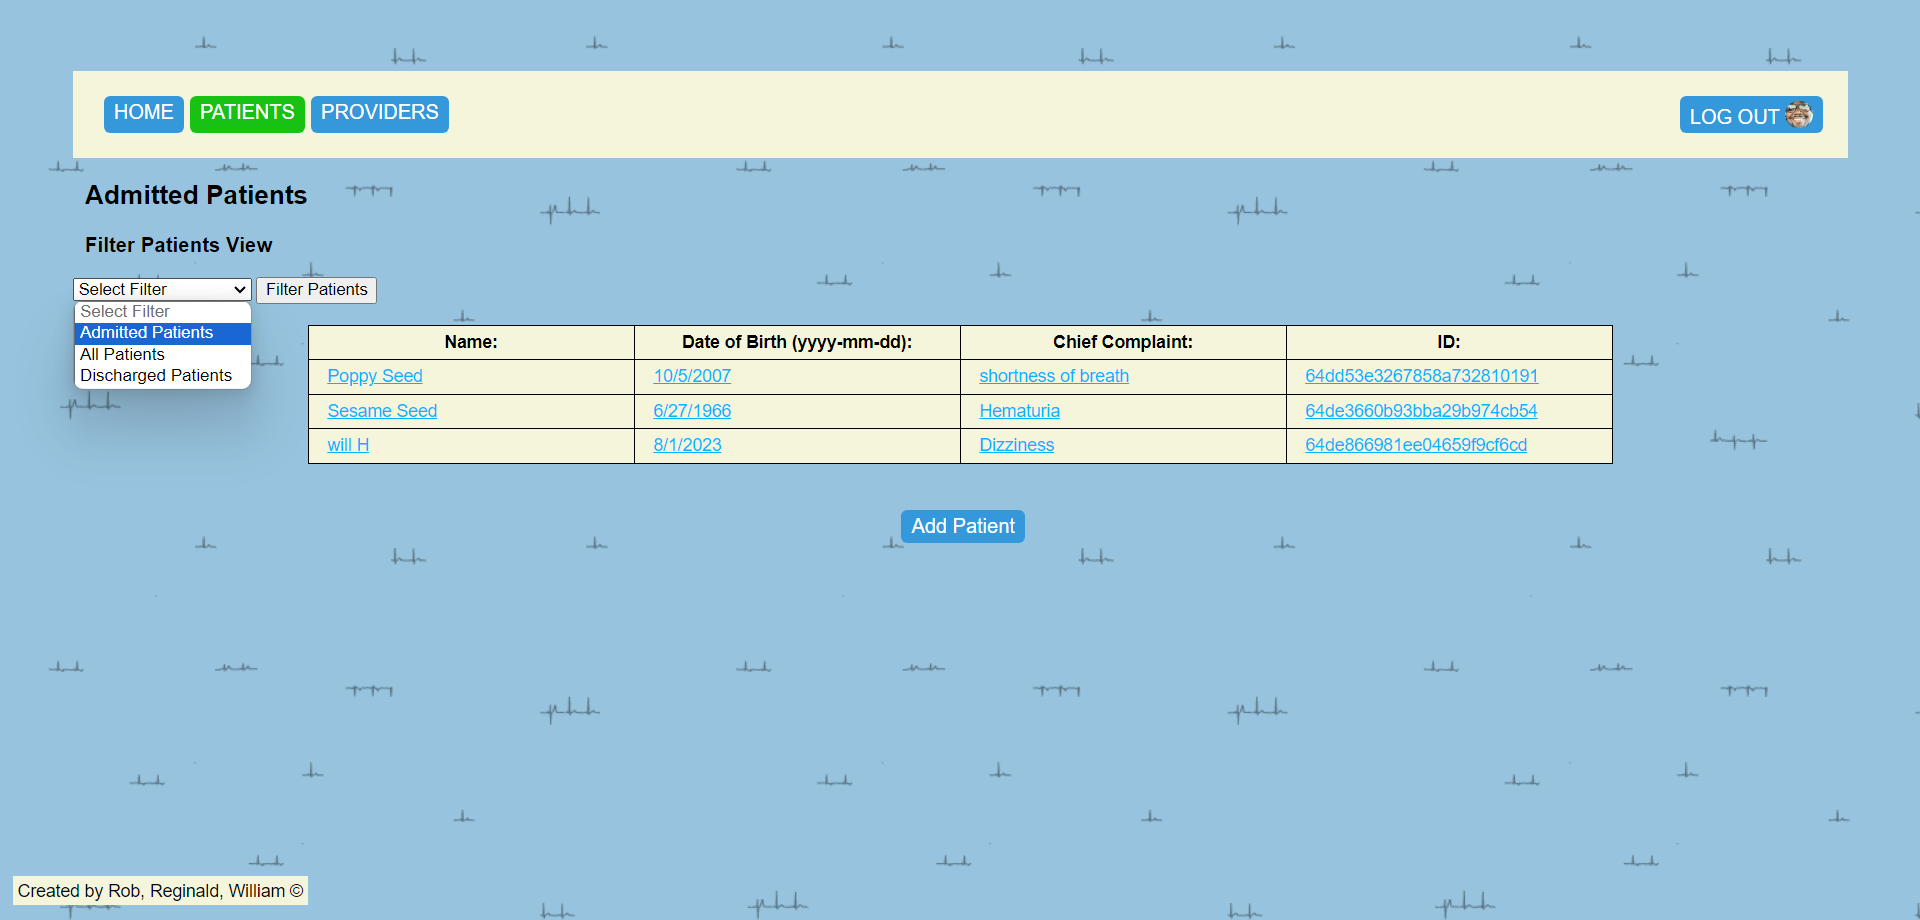 HOME PATIENTS PROVIDERS LOG OUT
Admitted Patients
Filter Patients View
Select Filter Filter Patients
Select Filter
Admitted Patients
All Patients
Discharged Patients
Name: Date of Birth (yyyy-mm-dd): Chief Complaint: ID:
Poppy Seed 10/5/2007 shortness of breath 64dd53e3267858a732810191
Sesame Seed 6/27/1966 Hematuria 64de3660b93bba29b974cb54
will H 8/1/2023 Dizziness 64de866981ee04659f9cf6cd
Add Patient
Created by Rob, Reginald, William ©